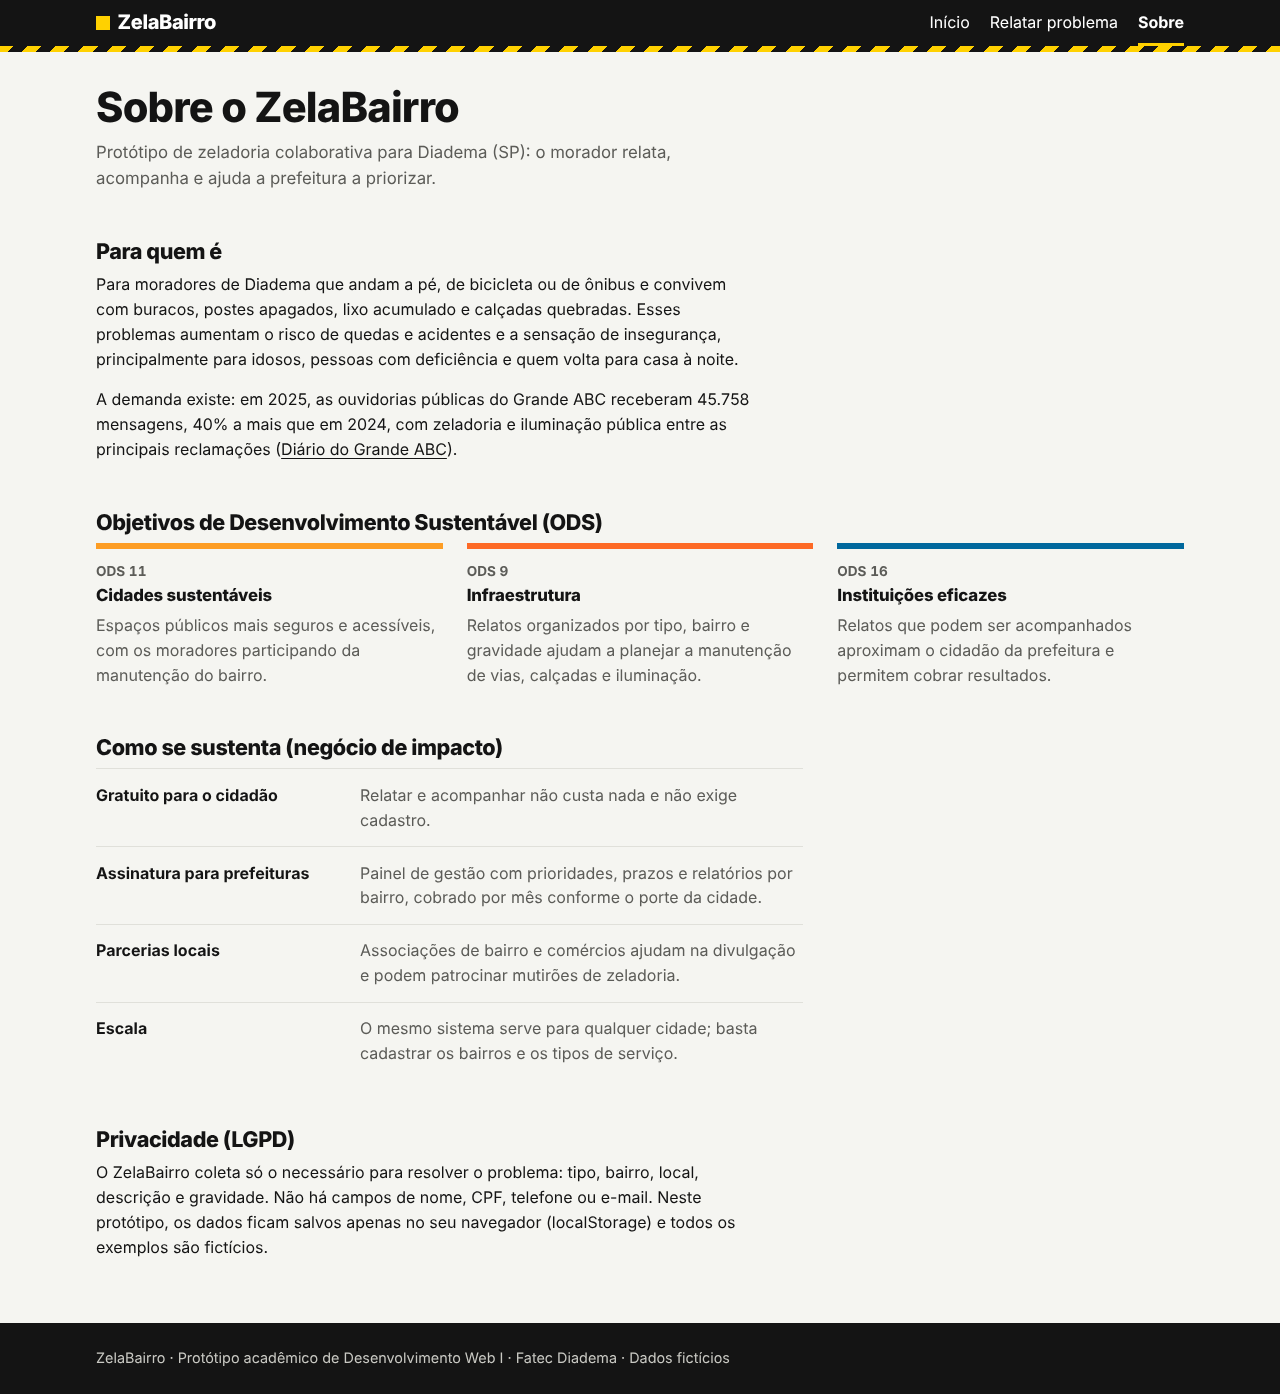 ZelaBairro
Início Relatar problema Sobre
Sobre o ZelaBairro
Protótipo de zeladoria colaborativa para Diadema (SP): o morador relata,
acompanha e ajuda a prefeitura a priorizar.
Para quem é
Para moradores de Diadema que andam a pé, de bicicleta ou de ônibus e convivem
com buracos, postes apagados, lixo acumulado e calçadas quebradas. Esses
problemas aumentam o risco de quedas e acidentes e a sensação de insegurança,
principalmente para idosos, pessoas com deficiência e quem volta para casa à noite.
A demanda existe: em 2025, as ouvidorias públicas do Grande ABC receberam 45.758
mensagens, 40% a mais que em 2024, com zeladoria e iluminação pública entre as
principais reclamações (Diário do Grande ABC).
Objetivos de Desenvolvimento Sustentável (ODS)
ODS 11
Cidades sustentáveis
Espaços públicos mais seguros e acessíveis,
com os moradores participando da
manutenção do bairro.
ODS 9
Infraestrutura
Relatos organizados por tipo, bairro e
gravidade ajudam a planejar a manutenção
de vias, calçadas e iluminação.
ODS 16
Instituições eficazes
Relatos que podem ser acompanhados
aproximam o cidadão da prefeitura e
permitem cobrar resultados.
Como se sustenta (negócio de impacto)
Gratuito para o cidadão
Relatar e acompanhar não custa nada e não exige
cadastro.
Assinatura para prefeituras
Painel de gestão com prioridades, prazos e relatórios por
bairro, cobrado por mês conforme o porte da cidade.
Parcerias locais
Associações de bairro e comércios ajudam na divulgação
e podem patrocinar mutirões de zeladoria.
Escala
O mesmo sistema serve para qualquer cidade; basta
cadastrar os bairros e os tipos de serviço.
Privacidade (LGPD)
O ZelaBairro coleta só o necessário para resolver o problema: tipo, bairro, local,
descrição e gravidade. Não há campos de nome, CPF, telefone ou e-mail. Neste
protótipo, os dados ficam salvos apenas no seu navegador (localStorage) e todos os
exemplos são fictícios.
ZelaBairro · Protótipo acadêmico de Desenvolvimento Web I · Fatec Diadema · Dados fictícios